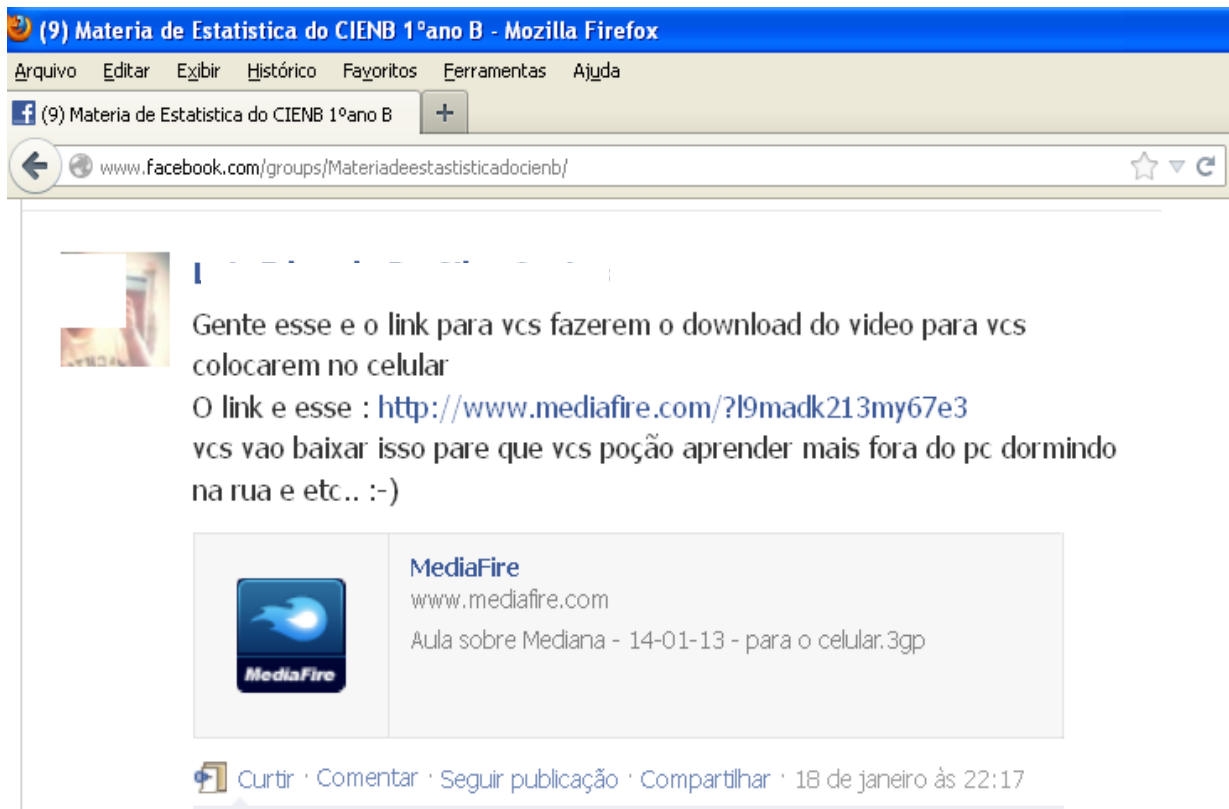 (9) Materia de Estatistica do CIENB 1ºano B - Mozilla Firefox
Arquivo Editar Exibir Histórico Favoritos Ferramentas Ajuda
(9) Materia de Estatistica do CIENB 1ºano B +
www.facebook.com/groups/Materiadeestastisticadocienb/
Gente esse e o link para vcs fazerem o download do video para vcs
colocarem no celular
O link e esse : http://www.mediafire.com/?l9madk213my67e3
vcs vao baixar isso pare que vcs poção aprender mais fora do pc dormindo
na rua e etc.. :-)
MediaFire
www.mediafire.com
Aula sobre Mediana - 14-01-13 - para o celular.3gp
MediaFire
Curtir · Comentar · Seguir publicação · Compartilhar · 18 de janeiro às 22:17